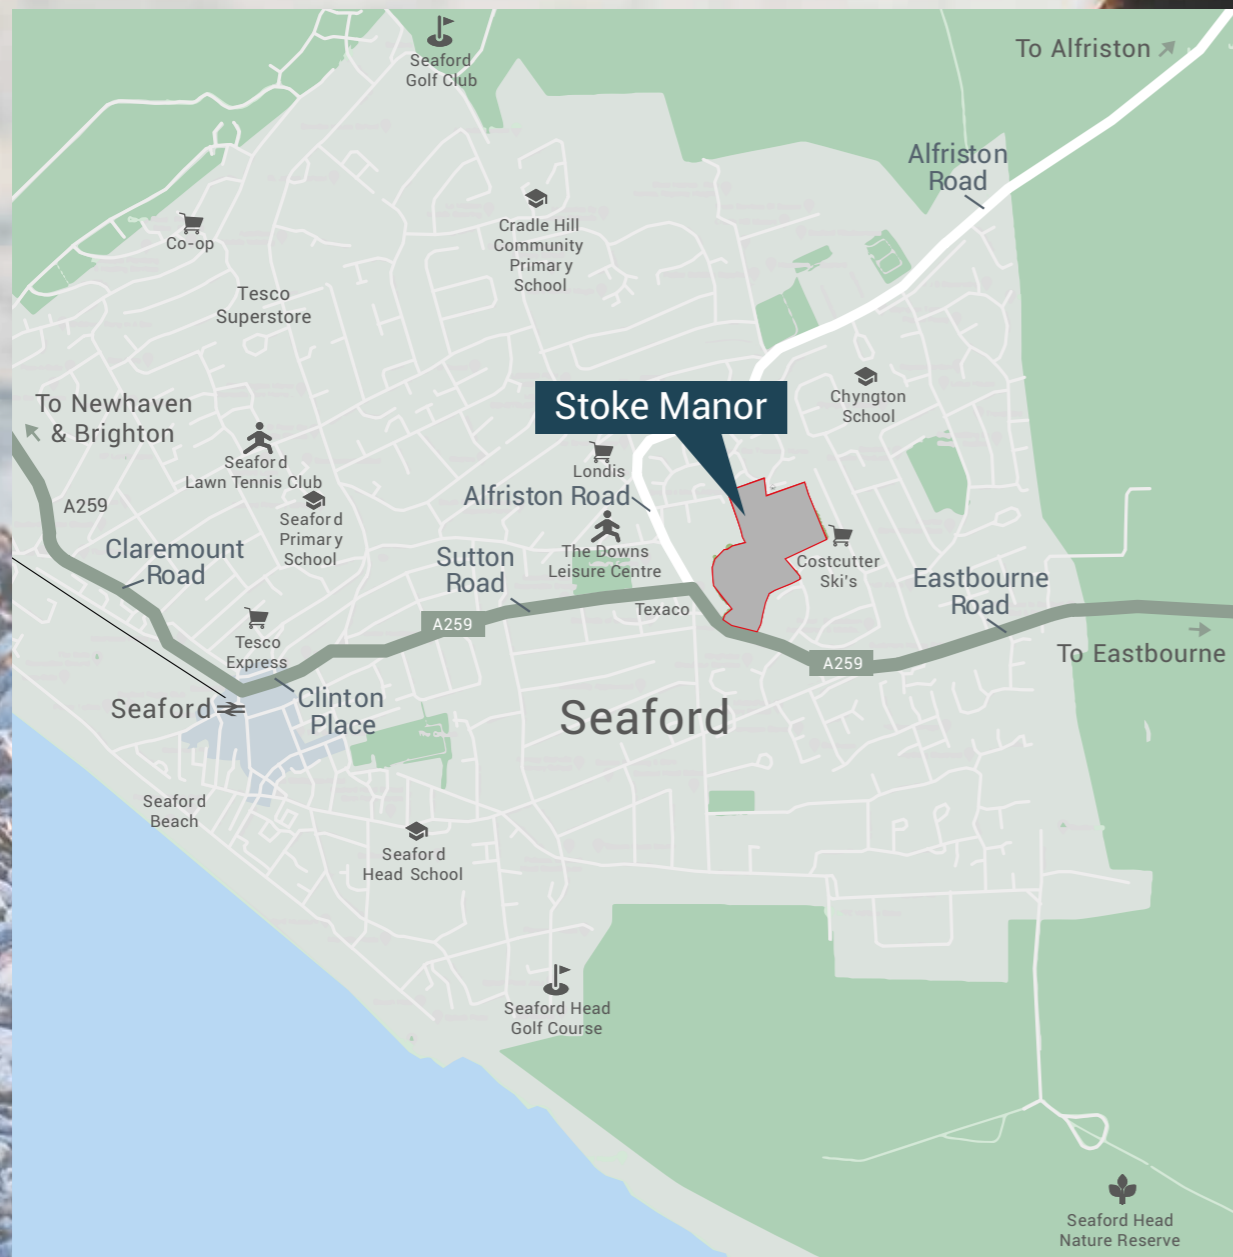 Seaford
Golf Club
To Alfriston
Alfriston
Road
Cradle Hill
Community
Primary
School
Co-op
Tesco
Superstore
Chyngton
School
Stoke Manor
To Newhaven
& Brighton
Seaford
Lawn Tennis Club
Londis
Alfriston Road
A259
Seaford
Primary
School
Claremount
Road
Sutton
Road
The Downs
Leisure Centre
Costcutter
Ski's
Eastbourne
Road
Texaco
A259
Tesco
Express
A259
To Eastbourne
Seaford
Clinton
Place
Seaford
Seaford
Beach
Seaford
Head School
Seaford Head
Golf Course
Seaford Head
Nature Reserve